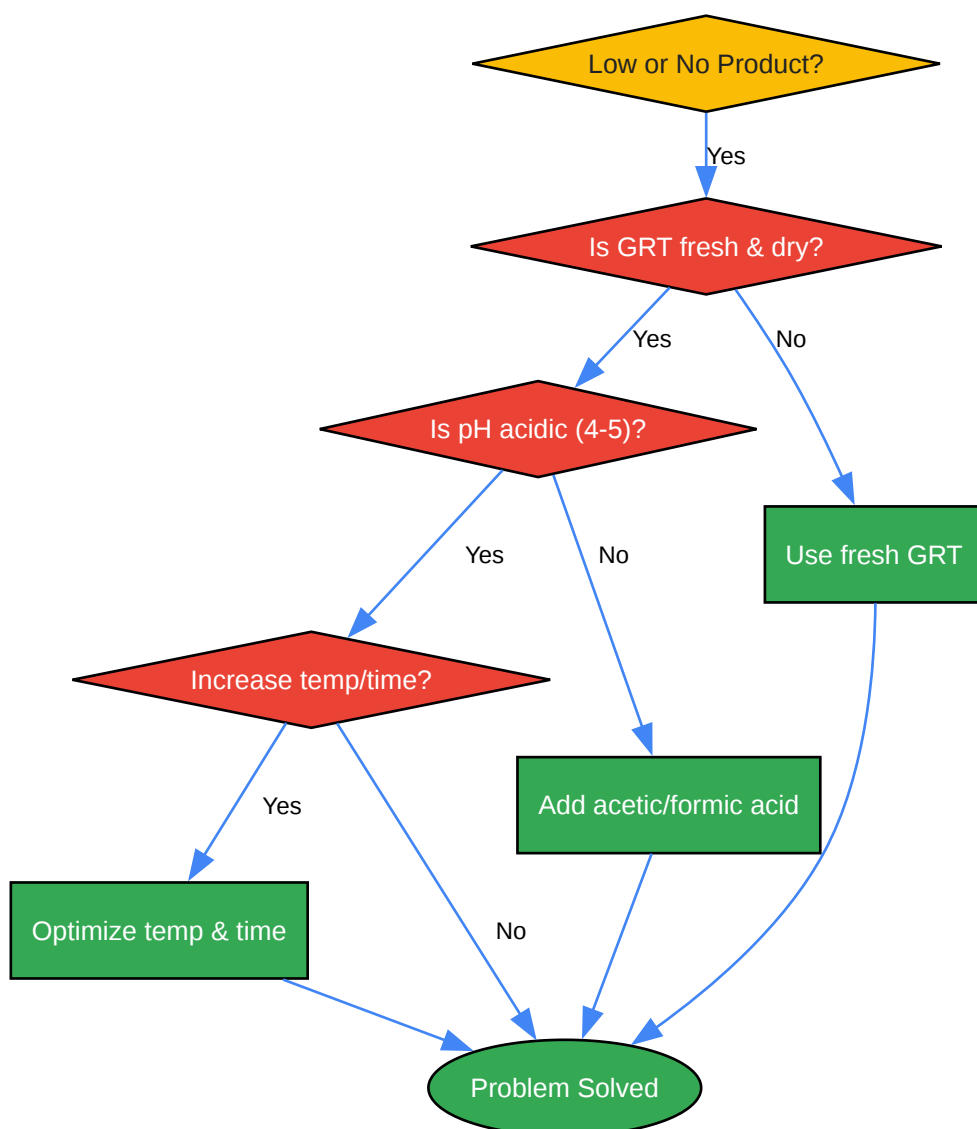 Low or No Product?
Yes
Is GRT fresh & dry?
Yes
No
Is pH acidic (4-5)?
Yes
No
Use fresh GRT
Increase temp/time?
Yes
Add acetic/formic acid
Optimize temp & time
No
Problem Solved